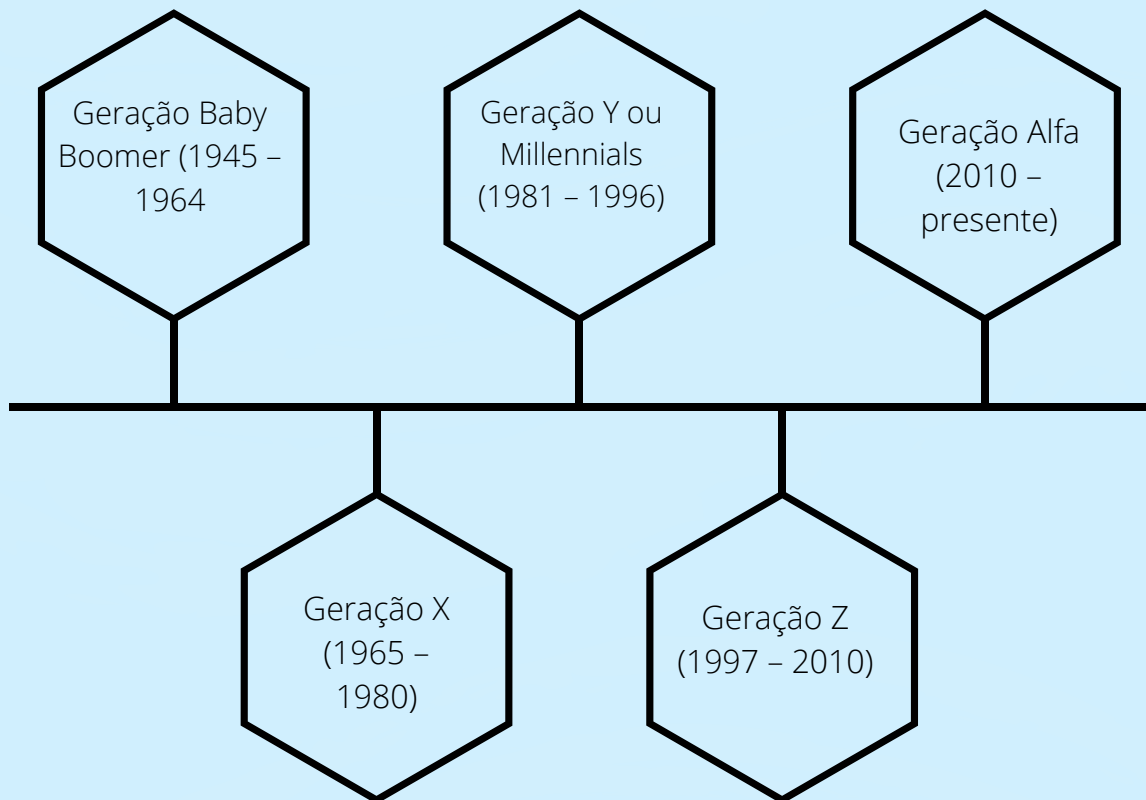 Geração Baby
Boomer (1945 –
1964
Geração Y ou
Millennials
(1981 – 1996)
Geração Alfa
(2010 –
presente)
Geração X
(1965 –
1980)
Geração Z
(1997 – 2010)